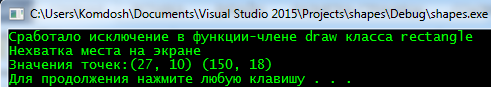 C:\Users\Komdosh\Documents\Visual Studio 2015\Projects\shapes\Debug\shapes.exe
Сработало исключение в функции-члене draw класса rectangle
Нехватка места на экране
Значения точек:(27, 10) (150, 18)
Для продолжения нажмите любую клавишу . . .